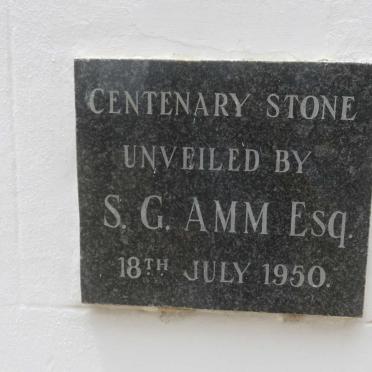 CENTENARY STONE
UNVEILED BY
S. G. AMM Esq.
18TH JULY 1950.